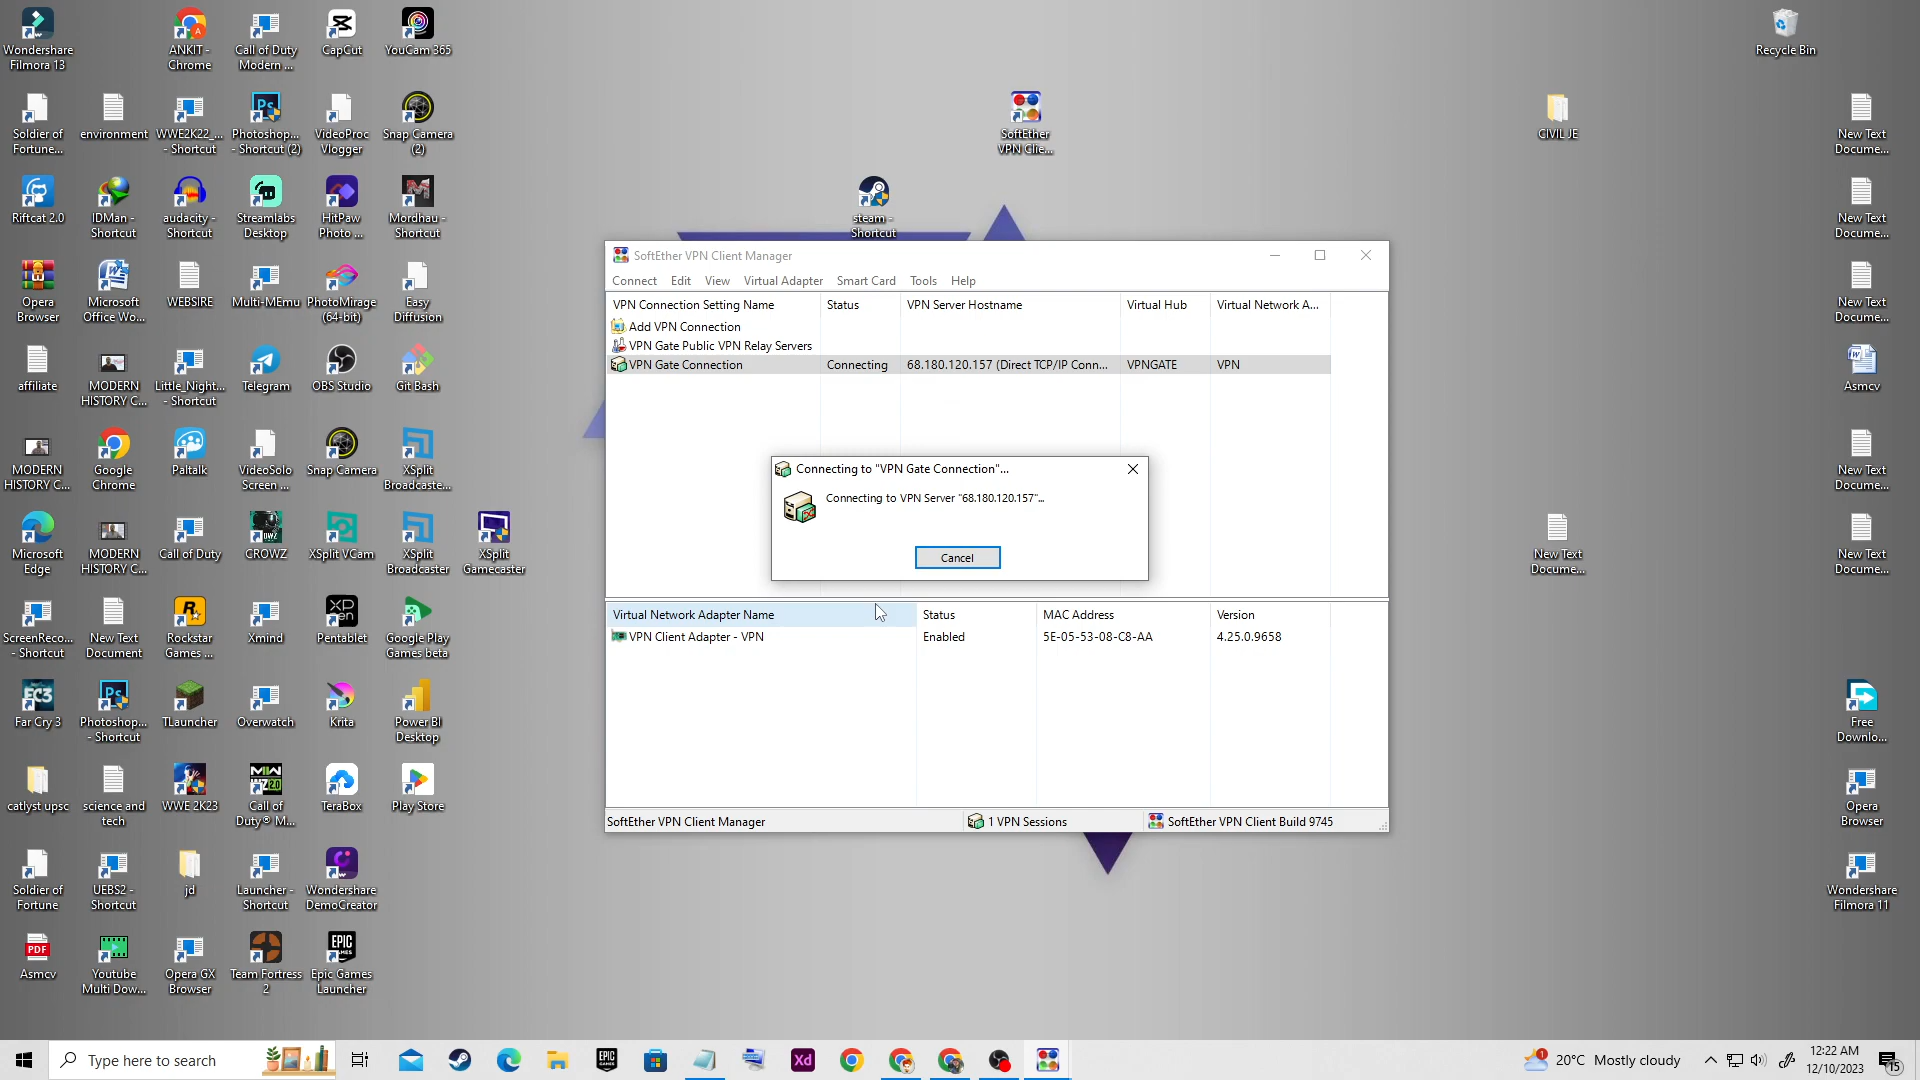 Wondershare
Filmora 13
ANKIT -
Chrome
Call of Duty
Modern ...
CapCut
YouCam 365
Soldier of
Fortune...
environment
WWE2K22_...
- Shortcut
Photoshop...
- Shortcut (2)
VideoProc
Vlogger
Snap Camera
(2)
Riftcat 2.0
IDMan -
Shortcut
audacity -
Shortcut
Streamlabs
Desktop
HitPaw
Photo ...
Mordhau -
Shortcut
Opera
Browser
Microsoft
Office Wo...
WEBSIRE
Multi-MEmu
PhotoMirage
(64-bit)
Easy
Diffusion
affiliate
MODERN
HISTORY C...
Little_Night...
- Shortcut
Telegram
OBS Studio
Git Bash
MODERN
HISTORY C...
Google
Chrome
Paltalk
VideoSolo
Screen ...
Snap Camera
XSplit
Broadcaste...
Microsoft
Edge
MODERN
HISTORY C...
Call of Duty
CROWZ
XSplit VCam
XSplit
Broadcaster
XSplit
Gamecaster
ScreenReco...
- Shortcut
New Text
Document
Rockstar
Games ...
Xmind
Pentablet
Google Play
Games beta
Far Cry 3
Photoshop...
- Shortcut
TLauncher
Overwatch
Krita
Power BI
Desktop
catlyst upsc
science and
tech
WWE 2K23
Call of
Duty® M...
TeraBox
Play Store
Soldier of
Fortune
UEBS2 -
Shortcut
jd
Launcher -
Shortcut
Wondershare
DemoCreator
Asmcv
Youtube
Multi Dow...
Opera GX
Browser
Team Fortress
2
Epic Games
Launcher
SoftEther
VPN Clie...
steam -
Shortcut
SoftEther VPN Client Manager
Connect Edit View Virtual Adapter Smart Card Tools Help
VPN Connection Setting Name Status VPN Server Hostname Virtual Hub Virtual Network A...
Add VPN Connection
VPN Gate Public VPN Relay Servers
VPN Gate Connection Connecting 68.180.120.157 (Direct TCP/IP Conn... VPNGATE VPN
Connecting to "VPN Gate Connection"...
Connecting to VPN Server "68.180.120.157"...
Cancel
Virtual Network Adapter Name Status MAC Address Version
VPN Client Adapter - VPN Enabled 5E-05-53-08-C8-AA 4.25.0.9658
SoftEther VPN Client Manager 1 VPN Sessions SoftEther VPN Client Build 9745
Recycle Bin
CIVIL JE
New Text
Docume...
New Text
Docume...
New Text
Docume...
Asmcv
New Text
Docume...
New Text
Docume...
New Text
Docume...
Free
Downlo...
Opera
Browser
Wondershare
Filmora 11
Type here to search
20°C Mostly cloudy
12:22 AM
12/10/2023
15